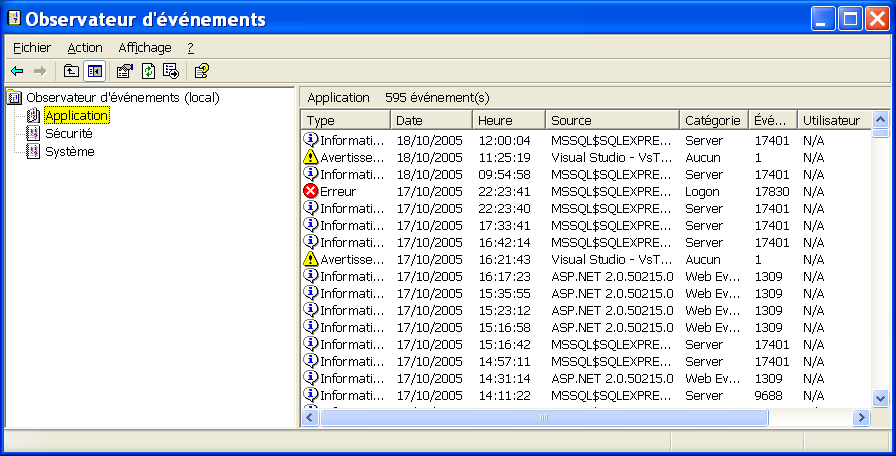 Observateur d'événements
Fichier Action Affichage ?
Observateur d'événements (local)
Application
Sécurité
Système
Application 595 événement(s)
Type Date Heure Source Catégorie Évé... Utilisateur
Informati... 18/10/2005 12:00:04 MSSQL$SQLEXPRE... Server 17401 N/A
Avertisse... 18/10/2005 11:25:19 Visual Studio - VsT... Aucun 1 N/A
Informati... 18/10/2005 09:54:58 MSSQL$SQLEXPRE... Server 17401 N/A
Erreur 17/10/2005 22:23:41 MSSQL$SQLEXPRE... Logon 17830 N/A
Informati... 17/10/2005 22:23:40 MSSQL$SQLEXPRE... Server 17401 N/A
Informati... 17/10/2005 17:33:41 MSSQL$SQLEXPRE... Server 17401 N/A
Informati... 17/10/2005 16:42:14 MSSQL$SQLEXPRE... Server 17401 N/A
Avertisse... 17/10/2005 16:21:43 Visual Studio - VsT... Aucun 1 N/A
Informati... 17/10/2005 16:17:23 ASP.NET 2.0.50215.0 Web Ev... 1309 N/A
Informati... 17/10/2005 15:35:55 ASP.NET 2.0.50215.0 Web Ev... 1309 N/A
Informati... 17/10/2005 15:23:12 ASP.NET 2.0.50215.0 Web Ev... 1309 N/A
Informati... 17/10/2005 15:16:58 ASP.NET 2.0.50215.0 Web Ev... 1309 N/A
Informati... 17/10/2005 15:16:42 MSSQL$SQLEXPRE... Server 17401 N/A
Informati... 17/10/2005 14:57:11 MSSQL$SQLEXPRE... Server 17401 N/A
Informati... 17/10/2005 14:31:14 ASP.NET 2.0.50215.0 Web Ev... 1309 N/A
Informati... 17/10/2005 14:11:22 MSSQL$SQLEXPRE... Server 9688 N/A